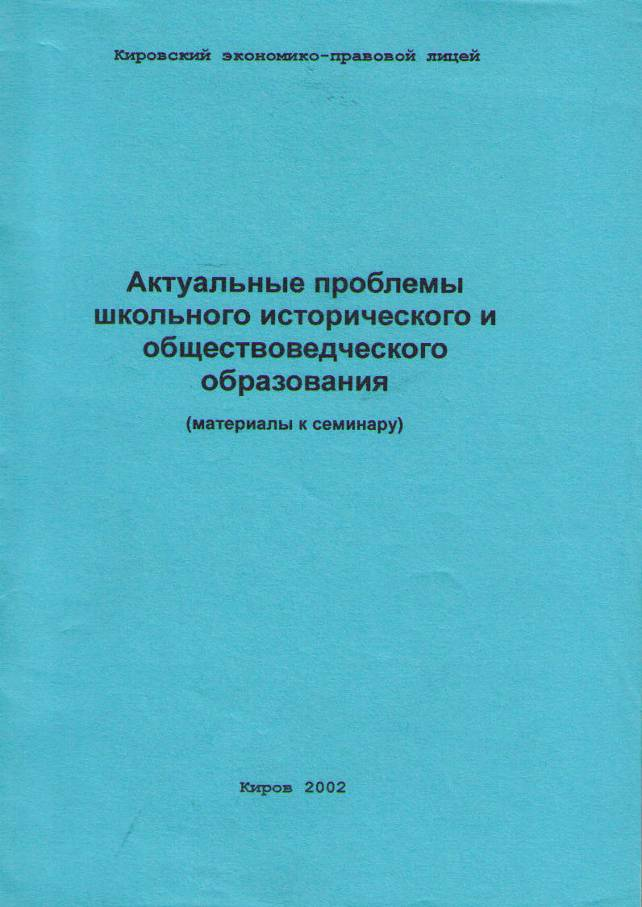 Кировский экономико-правовой лицей
Актуальные проблемы
школьного исторического и
обществоведческого
образования
(материалы к семинару)
Киров 2002